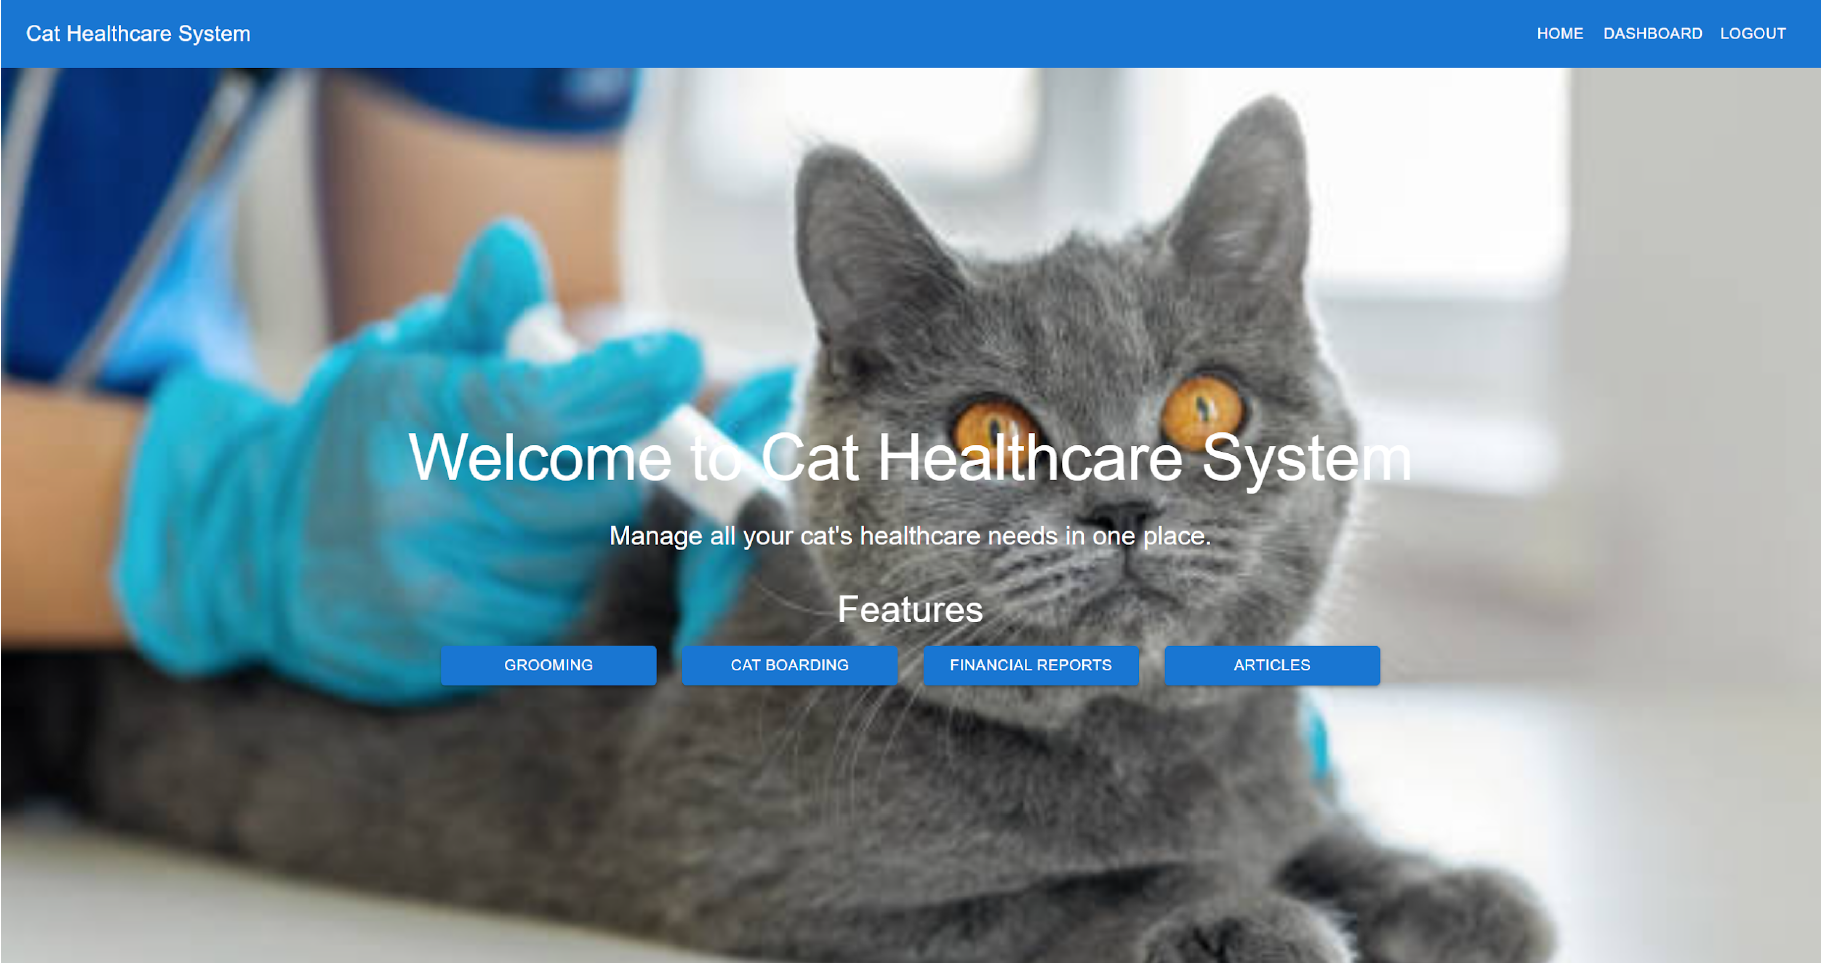 Cat Healthcare System
HOME DASHBOARD LOGOUT
Welcome to Cat Healthcare System
Manage all your cat's healthcare needs in one place.
Features
GROOMING CAT BOARDING FINANCIAL REPORTS ARTICLES